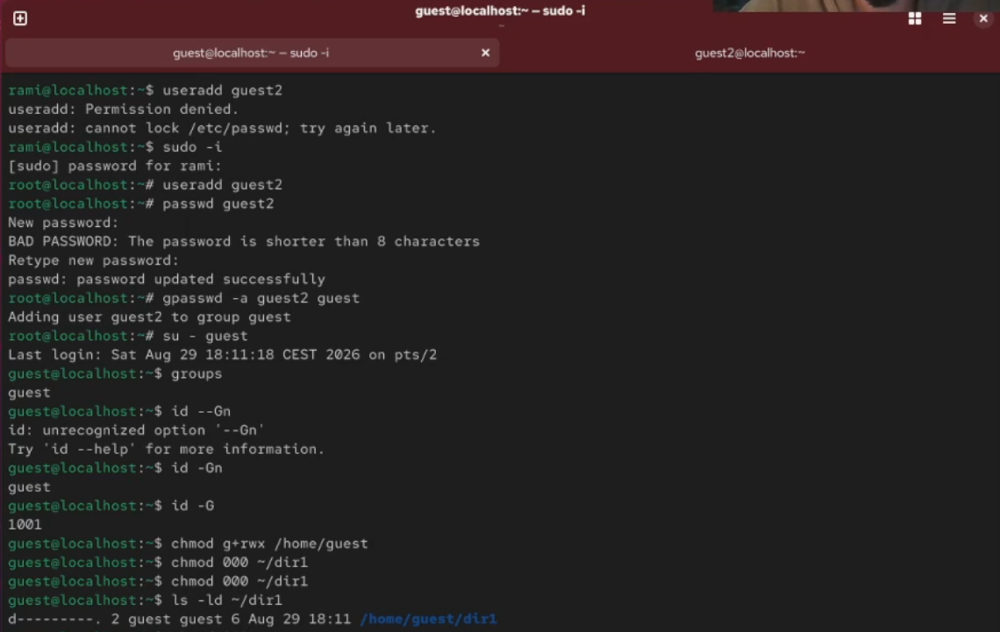 guest@localhost:~ — sudo -i
~
guest@localhost:~ — sudo -i
guest2@localhost:~
rami@localhost:~$ useradd guest2
useradd: Permission denied.
useradd: cannot lock /etc/passwd; try again later.
rami@localhost:~$ sudo -i
[sudo] password for rami:
root@localhost:~# useradd guest2
root@localhost:~# passwd guest2
New password:
BAD PASSWORD: The password is shorter than 8 characters
Retype new password:
passwd: password updated successfully
root@localhost:~# gpasswd -a guest2 guest
Adding user guest2 to group guest
root@localhost:~# su - guest
Last login: Sat Aug 29 18:11:18 CEST 2026 on pts/2
guest@localhost:~$ groups
guest
guest@localhost:~$ id --Gn
id: unrecognized option '--Gn'
Try 'id --help' for more information.
guest@localhost:~$ id -Gn
guest
guest@localhost:~$ id -G
1001
guest@localhost:~$ chmod g+rwx /home/guest
guest@localhost:~$ chmod 000 ~/dir1
guest@localhost:~$ chmod 000 ~/dir1
guest@localhost:~$ ls -ld ~/dir1
d---------. 2 guest guest 6 Aug 29 18:11 /home/guest/dir1